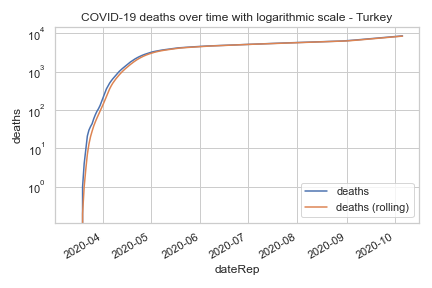 COVID-19 deaths over time with logarithmic scale - Turkey
deaths
10⁴
10³
10²
10¹
10⁰
deaths
deaths (rolling)
2020-04
2020-05
2020-06
2020-07
2020-08
2020-09
2020-10
dateRep